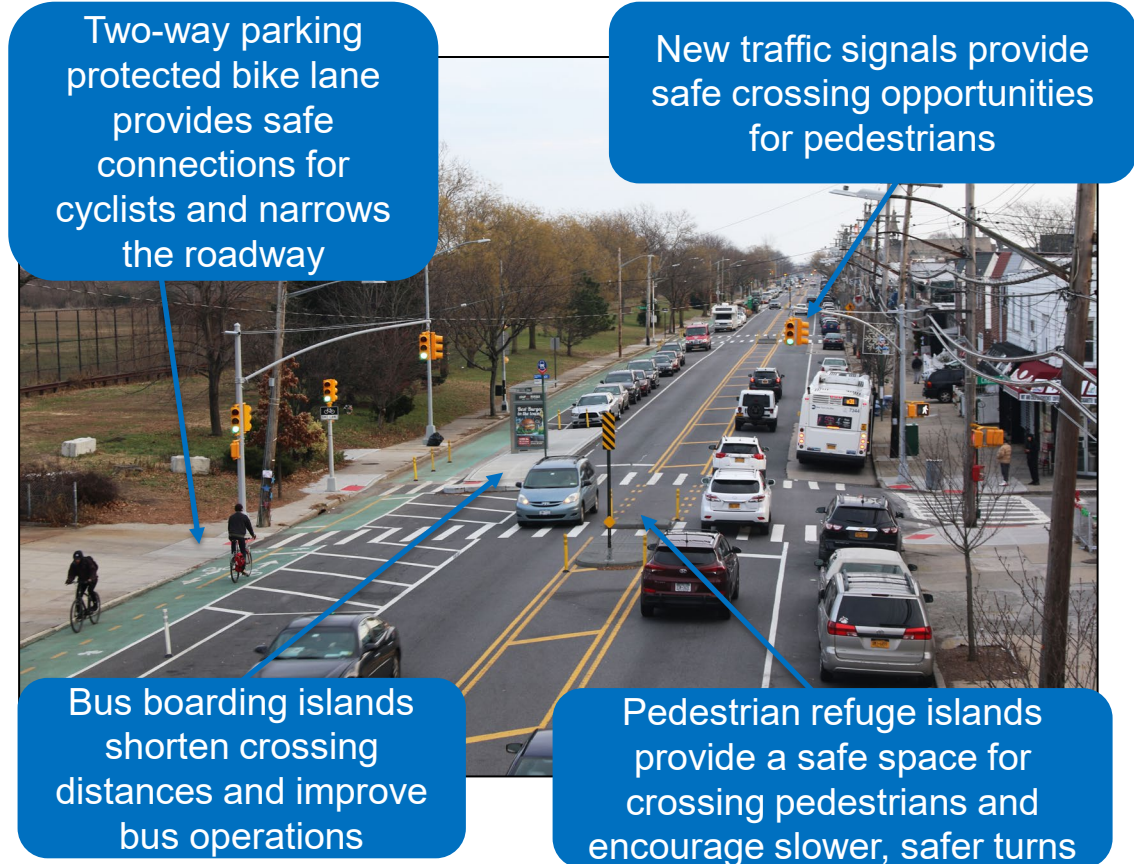 Two-way parking
protected bike lane
provides safe
connections for
cyclists and narrows
the roadway
New traffic signals provide
safe crossing opportunities
for pedestrians
Bus boarding islands
shorten crossing
distances and improve
bus operations
Pedestrian refuge islands
provide a safe space for
crossing pedestrians and
encourage slower, safer turns